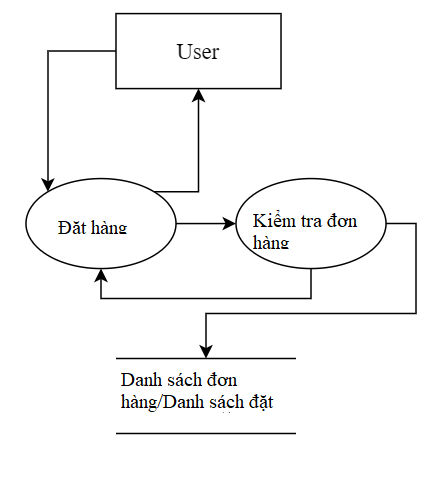 User
Đặt hàng
Kiểm tra đơn
hàng
Danh sách đơn
hàng/Danh sách đặt